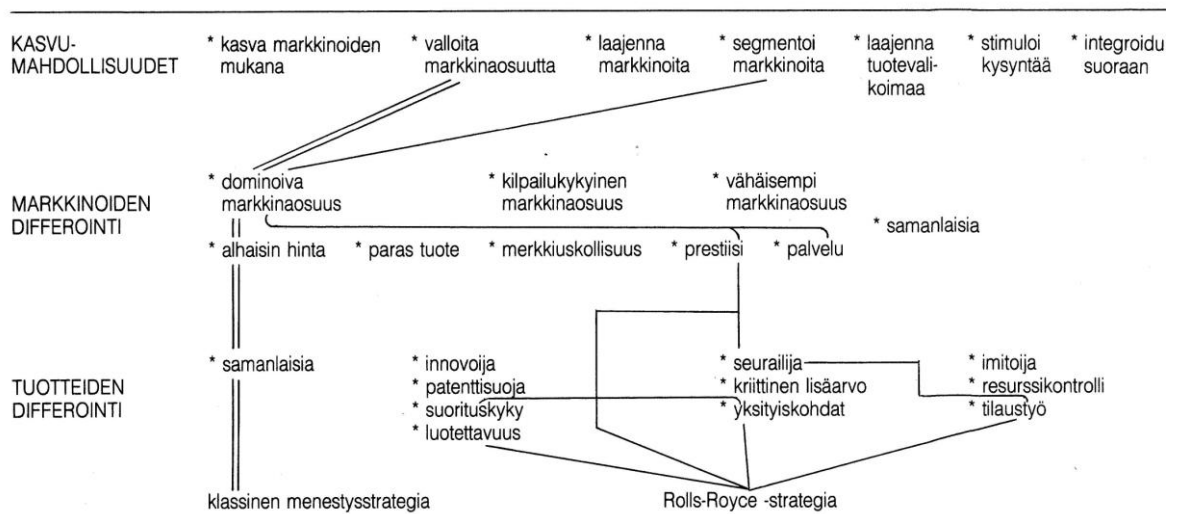 KASVU- * kasva markkinoiden * valloita * laajenna * segmentoi * laajenna * stimuloi * integroidu
MAHDOLLISUUDET mukana markkinaosuutta markkinoita markkinoita tuotevali- kysyntää suoraan
koimaa
* dominoiva * kilpailukykyinen * vähäisempi
MARKKINOIDEN markkinaosuus markkinaosuus markkinaosuus
DIFFEROINTI * samanlaisia
* alhaisin hinta * paras tuote * merkkiuskollisuus * prestiisi * palvelu
* samanlaisia * innovoija * seurailija * imitoija
TUOTTEIDEN * patenttisuoja * kriittinen lisäarvo * resurssikontrolli
DIFFEROINTI * suorituskyky * yksityiskohdat * tilaustyö
* luotettavuus
klassinen menestysstrategia Rolls-Royce -strategia